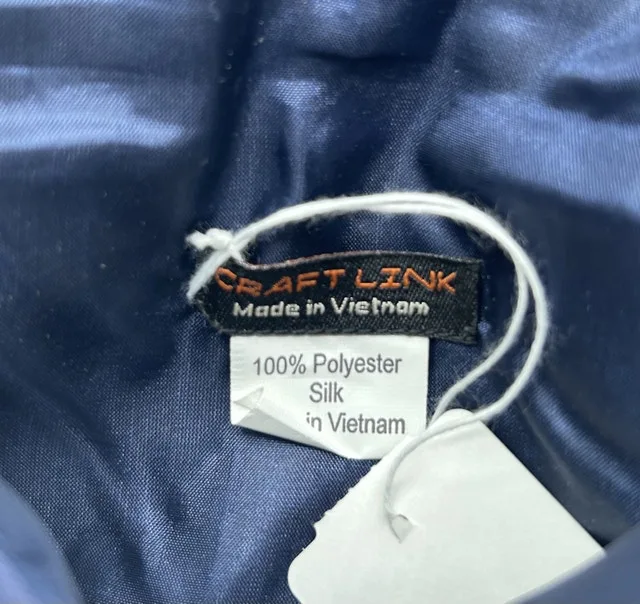 CRAFT LINK
Made in Vietnam
100% Polyester
Silk
in Vietnam